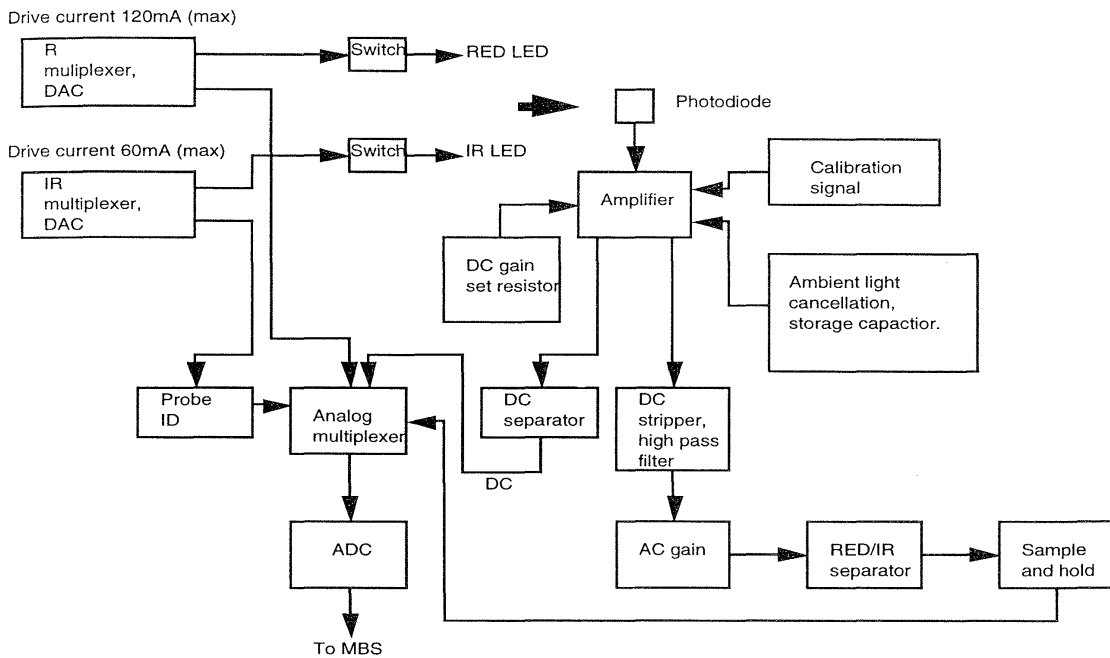 Drive current 120mA (max)
R
muliplexer,
DAC
Switch
RED LED
Photodiode
Drive current 60mA (max)
IR
multiplexer,
DAC
Switch
IR LED
Amplifier
Calibration
signal
DC gain
set resistor
Ambient light
cancellation,
storage capactior.
Probe
ID
Analog
multiplexer
DC
separator
DC
stripper,
high pass
filter
DC
ADC
AC gain
RED/IR
separator
Sample
and hold
To MBS